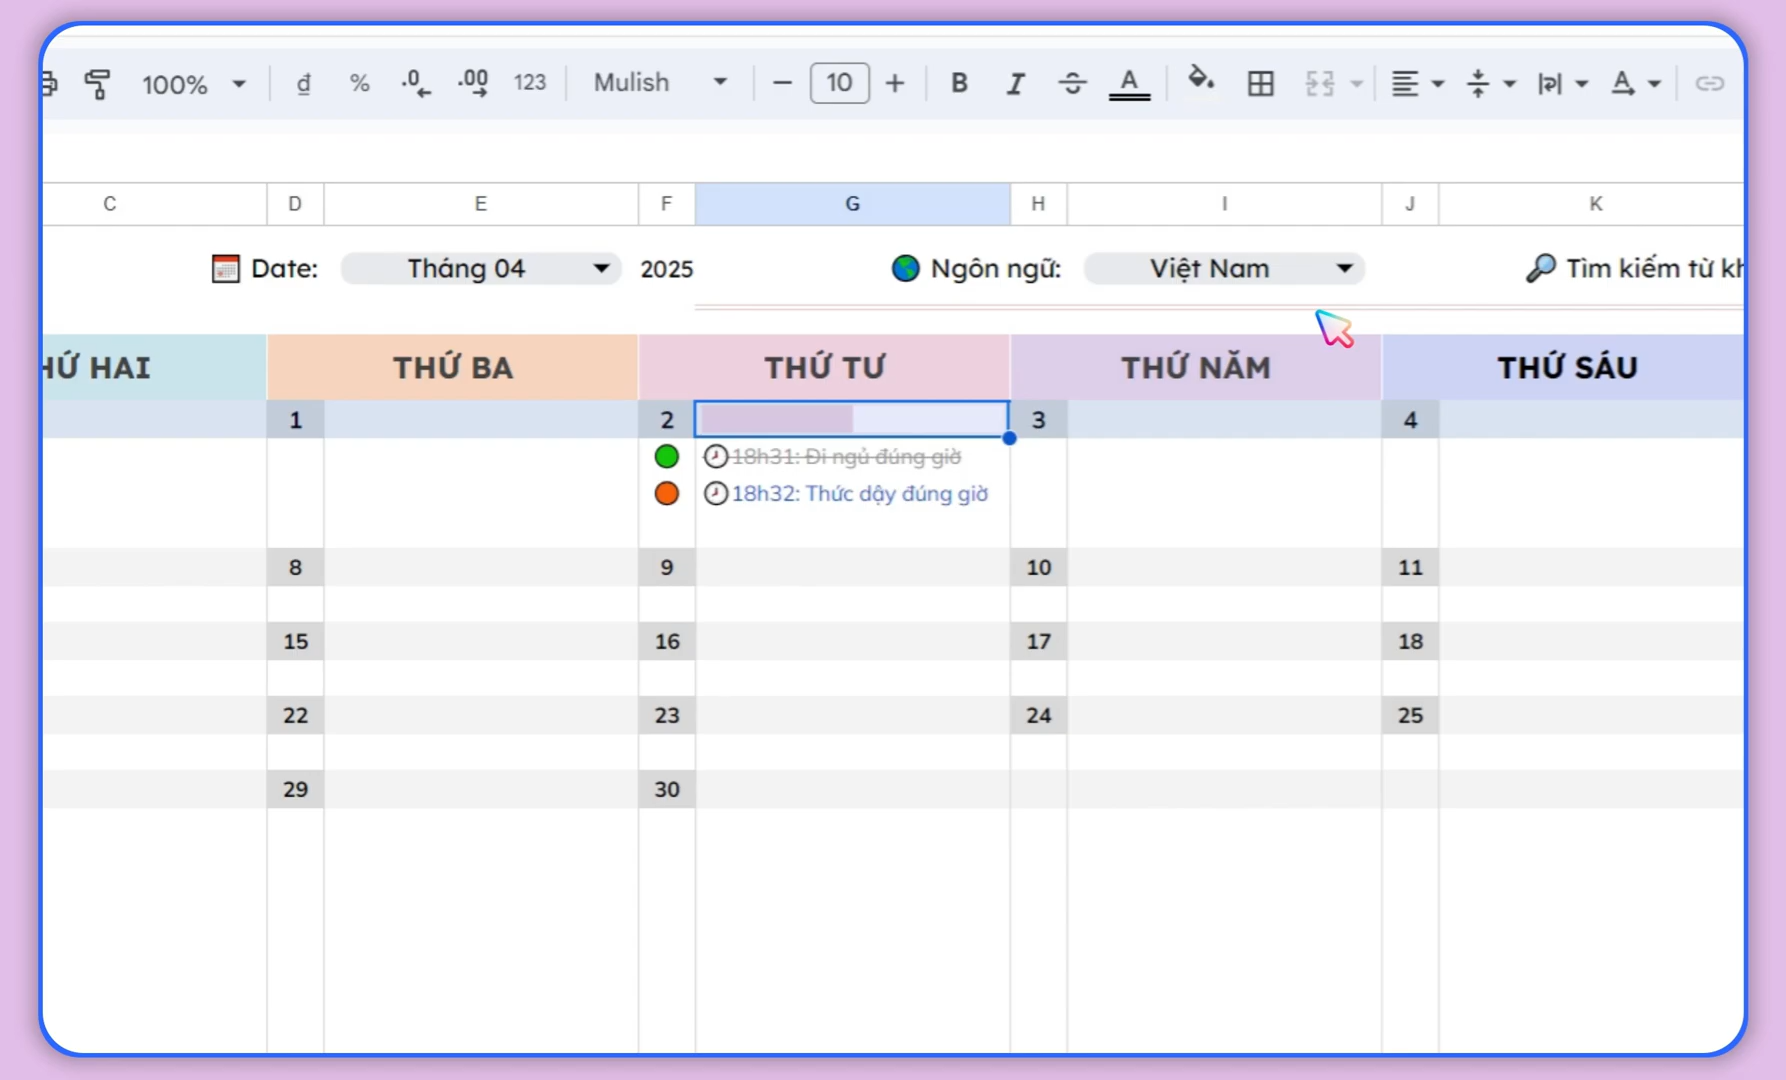 100% đ % .0 .00 123 Mulish 10 B I S A A
C D E F G H I J K
Date: Tháng 04 2025 Ngôn ngữ: Việt Nam Tìm kiếm từ
HAI THỨ BA THỨ TƯ THỨ NĂM THỨ SÁU
1 2 3 4
18h31: Đi ngủ đúng giờ
18h32: Thức dậy đúng giờ
8 9 10 11
15 16 17 18
22 23 24 25
29 30